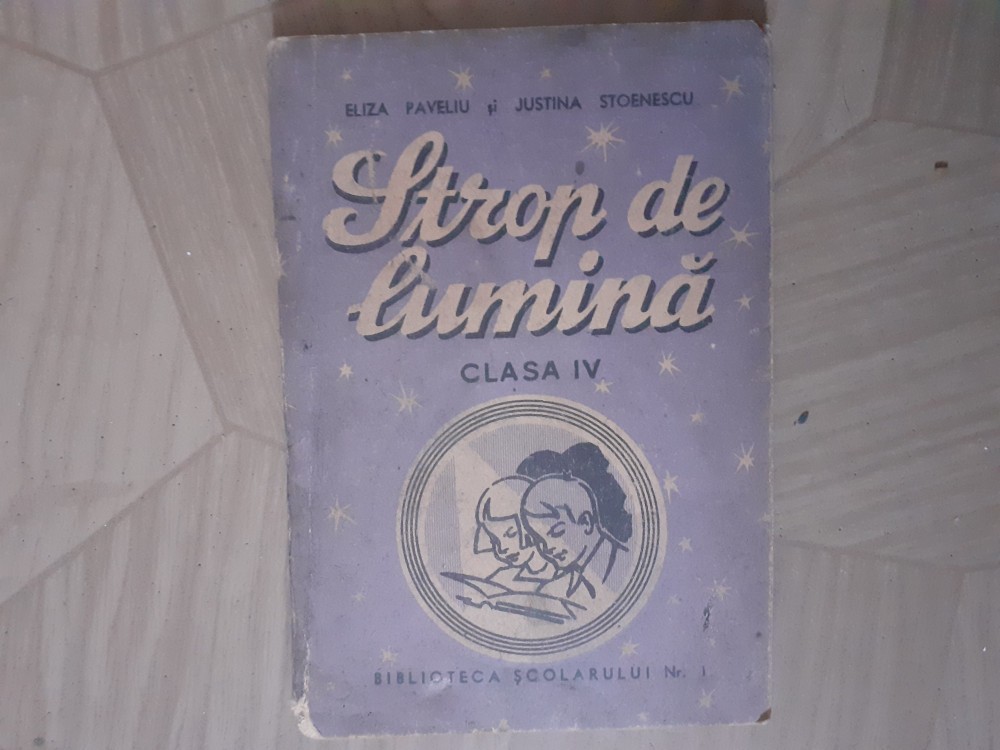 ELIZA PAVELIU și JUSTINA STOENESCU
Strop de
lumină
CLASA IV
BIBLIOTECA ȘCOLARULUI Nr. 1